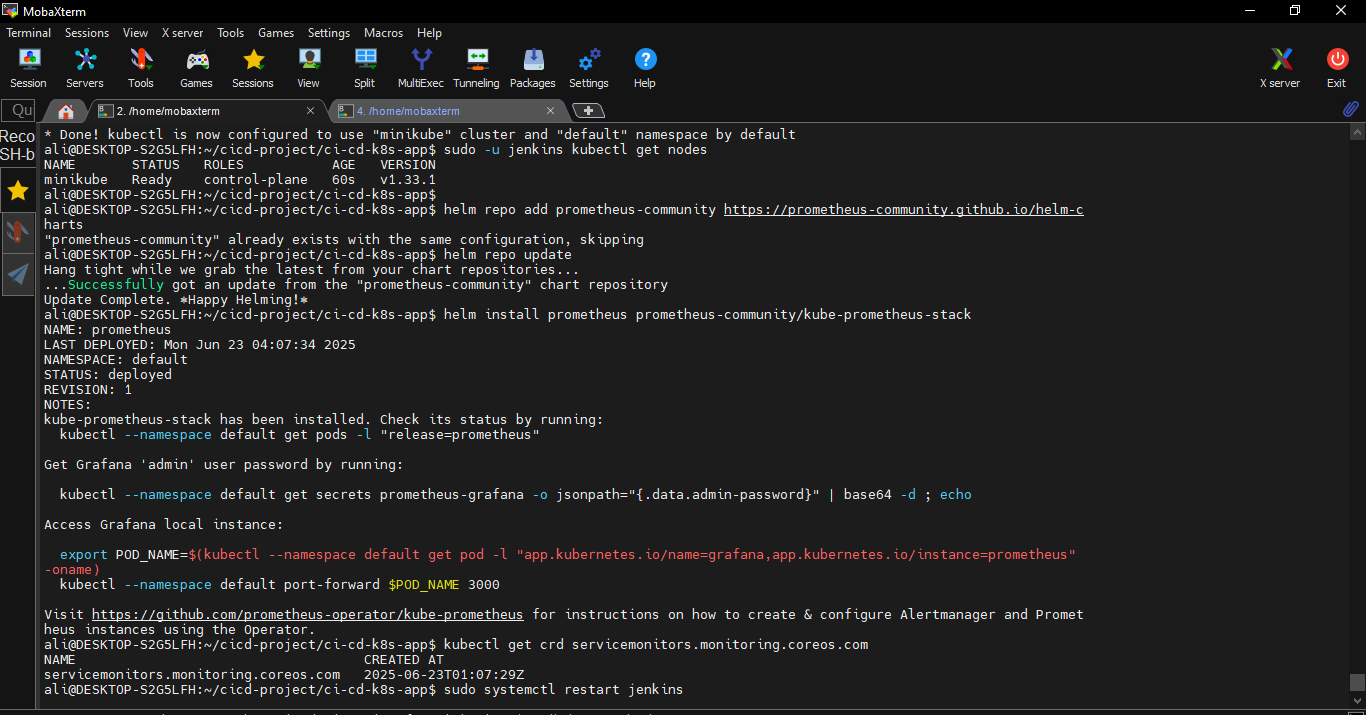 MobaXterm
Terminal Sessions View X server Tools Games Settings Macros Help
Session Servers Tools Games Sessions View Split MultiExec Tunneling Packages Settings Help X server Exit
Qu 2. /home/mobaxterm 4. /home/mobaxterm
Reco
SH-b
* Done! kubectl is now configured to use "minikube" cluster and "default" namespace by default
ali@DESKTOP-S2G5LFH:~/cicd-project/ci-cd-k8s-app$ sudo -u jenkins kubectl get nodes
NAME STATUS ROLES AGE VERSION
minikube Ready control-plane 60s v1.33.1
ali@DESKTOP-S2G5LFH:~/cicd-project/ci-cd-k8s-app$
ali@DESKTOP-S2G5LFH:~/cicd-project/ci-cd-k8s-app$ helm repo add prometheus-community https://prometheus-community.github.io/helm-c
harts
"prometheus-community" already exists with the same configuration, skipping
ali@DESKTOP-S2G5LFH:~/cicd-project/ci-cd-k8s-app$ helm repo update
Hang tight while we grab the latest from your chart repositories...
...Successfully got an update from the "prometheus-community" chart repository
Update Complete. *Happy Helming!*
ali@DESKTOP-S2G5LFH:~/cicd-project/ci-cd-k8s-app$ helm install prometheus prometheus-community/kube-prometheus-stack
NAME: prometheus
LAST DEPLOYED: Mon Jun 23 04:07:34 2025
NAMESPACE: default
STATUS: deployed
REVISION: 1
NOTES:
kube-prometheus-stack has been installed. Check its status by running:
kubectl --namespace default get pods -l "release=prometheus"
Get Grafana 'admin' user password by running:
kubectl --namespace default get secrets prometheus-grafana -o jsonpath="{.data.admin-password}" | base64 -d ; echo
Access Grafana local instance:
export POD_NAME=$(kubectl --namespace default get pod -l "app.kubernetes.io/name=grafana,app.kubernetes.io/instance=prometheus"
-oname)
kubectl --namespace default port-forward $POD_NAME 3000
Visit https://github.com/prometheus-operator/kube-prometheus for instructions on how to create & configure Alertmanager and Promet
heus instances using the Operator.
ali@DESKTOP-S2G5LFH:~/cicd-project/ci-cd-k8s-app$ kubectl get crd servicemonitors.monitoring.coreos.com
NAME CREATED AT
servicemonitors.monitoring.coreos.com 2025-06-23T01:07:29Z
ali@DESKTOP-S2G5LFH:~/cicd-project/ci-cd-k8s-app$ sudo systemctl restart jenkins